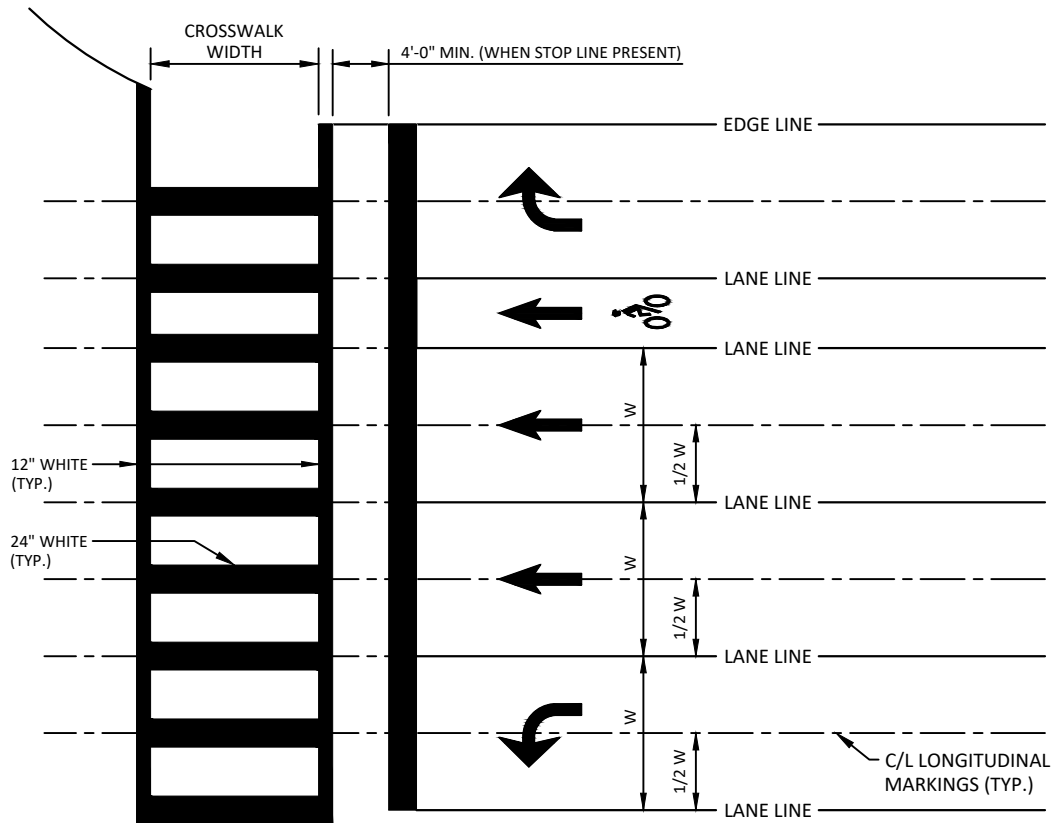 CROSSWALK
WIDTH
4'-0" MIN. (WHEN STOP LINE PRESENT)
EDGE LINE
LANE LINE
LANE LINE
W
1/2 W
12" WHITE
(TYP.)
LANE LINE
24" WHITE
(TYP.)
W
1/2 W
LANE LINE
W
1/2 W
C/L LONGITUDINAL
MARKINGS (TYP.)
LANE LINE